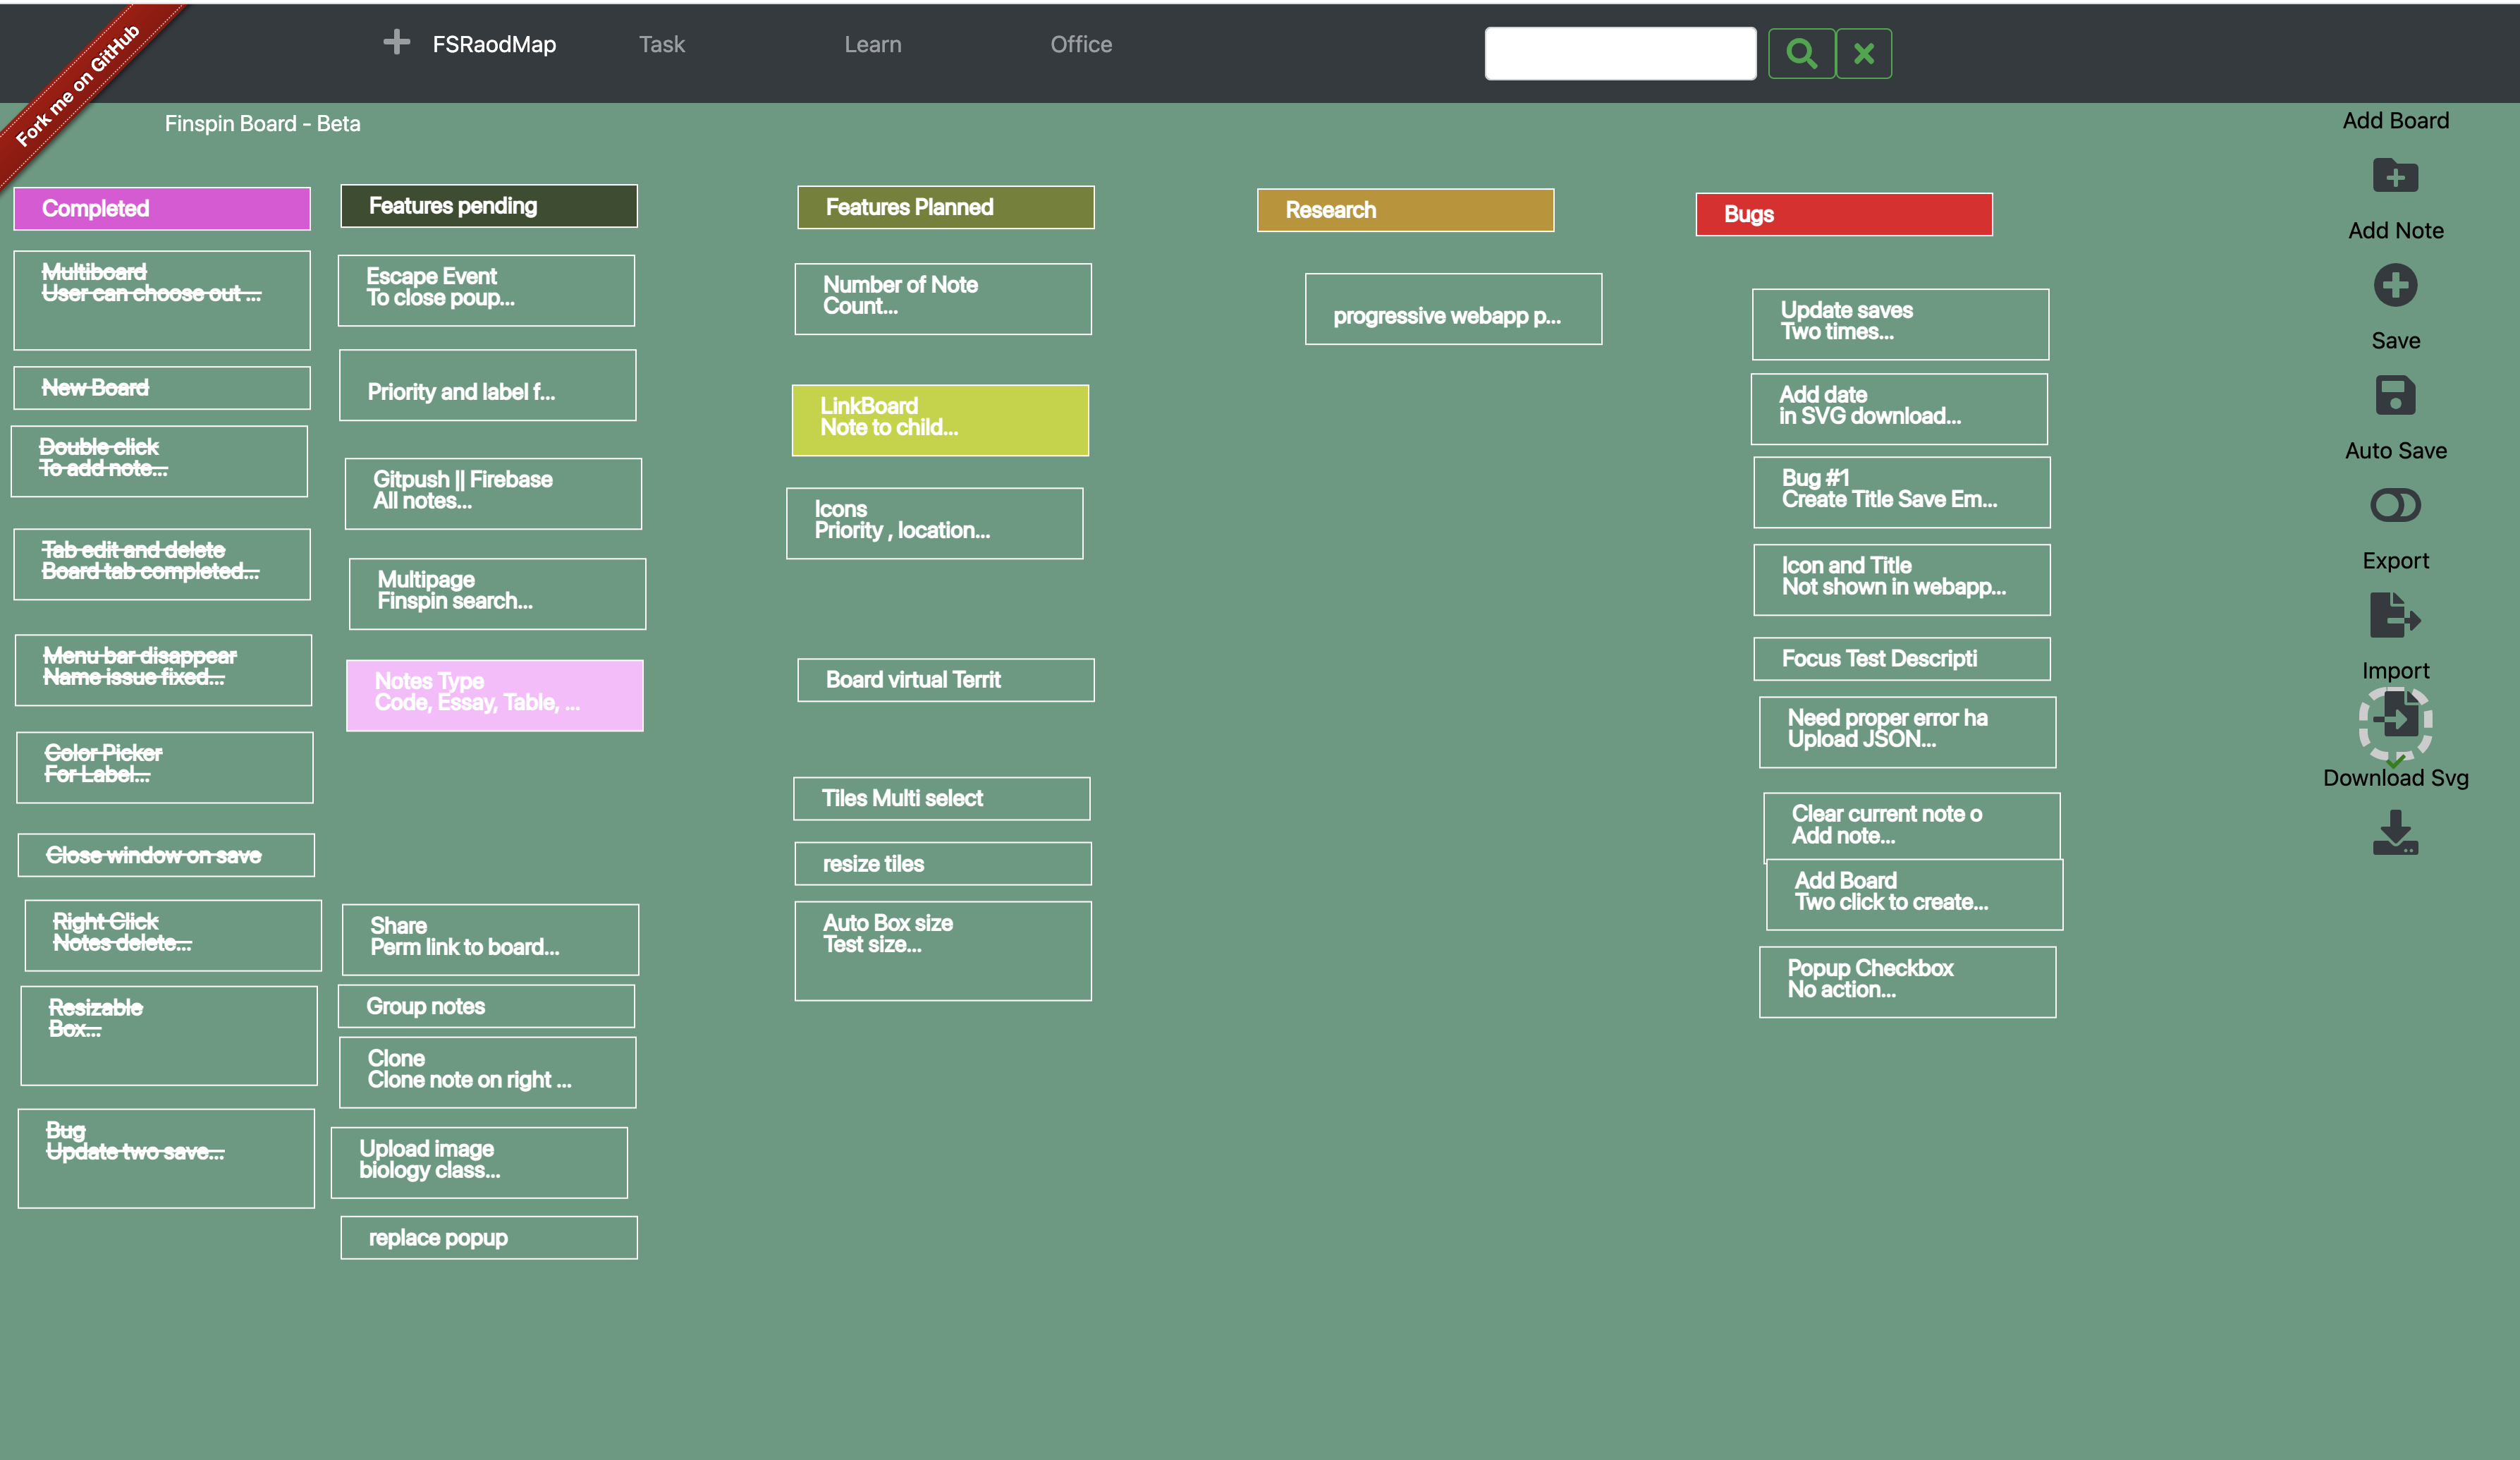 Fork me on GitHub
FSRaodMap
Task
Learn
Office
Finspin Board - Beta
Completed
Multiboard
User can choose out ...
New Board
Double click
To add note...
Tab edit and delete
Board tab completed...
Menu bar disappear
Name issue fixed...
Color Picker
For Label...
Close window on save
Right Click
Notes delete...
Resizable
Box...
Bug
Update two save...
Features pending
Escape Event
To close poup...
Priority and label f...
Gitpush || Firebase
All notes...
Multipage
Finspin search...
Notes Type
Code, Essay, Table, ...
Share
Perm link to board...
Group notes
Clone
Clone note on right ...
Upload image
biology class...
replace popup
Features Planned
Number of Note
Count...
LinkBoard
Note to child...
Icons
Priority , location...
Board virtual Territ
Tiles Multi select
resize tiles
Auto Box size
Test size...
Research
progressive webapp p...
Bugs
Update saves
Two times...
Add date
in SVG download...
Bug #1
Create Title Save Em...
Icon and Title
Not shown in webapp...
Focus Test Descripti
Need proper error ha
Upload JSON...
Clear current note o
Add note...
Add Board
Two click to create...
Popup Checkbox
No action...
Add Board
Add Note
Save
Auto Save
Export
Import
Download Svg